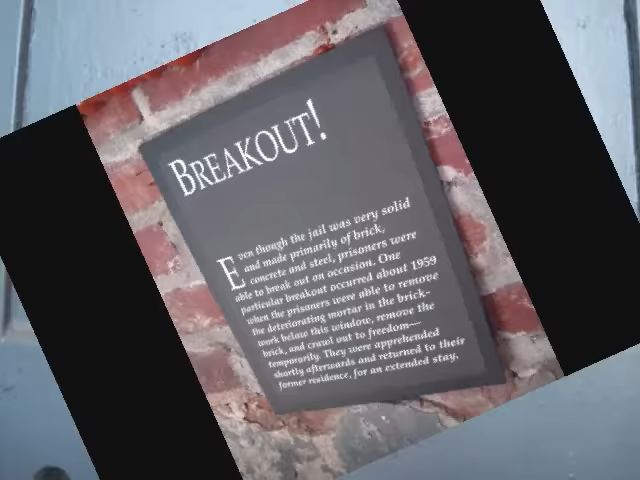 BREAKOUT!
Even though the jail was very solid
and made primarily of brick,
concrete and steel, prisoners were
able to break out on occasion. One
particular breakout occurred about 1959
when the prisoners were able to remove
the deteriorating mortar in the brick-
work below this window, remove the
brick, and crawl out to freedom—
temporarily. They were apprehended
shortly afterwards and returned to their
former residence, for an extended stay.